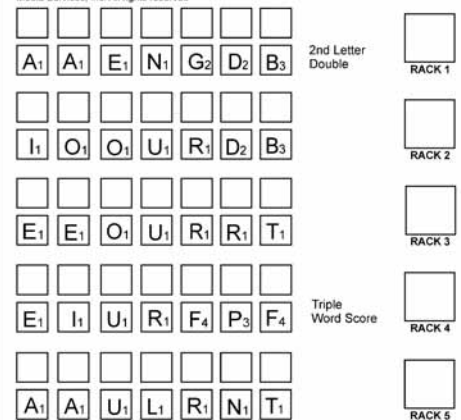 A1 A1 E1 N1 G2 D2 B3 2nd Letter Double RACK 1
I1 O1 O1 U1 R1 D2 B3 RACK 2
E1 E1 O1 U1 R1 R1 T1 RACK 3
E1 I1 U1 R1 F4 P3 F4 Triple Word Score RACK 4
A1 A1 U1 L1 R1 N1 T1 RACK 5